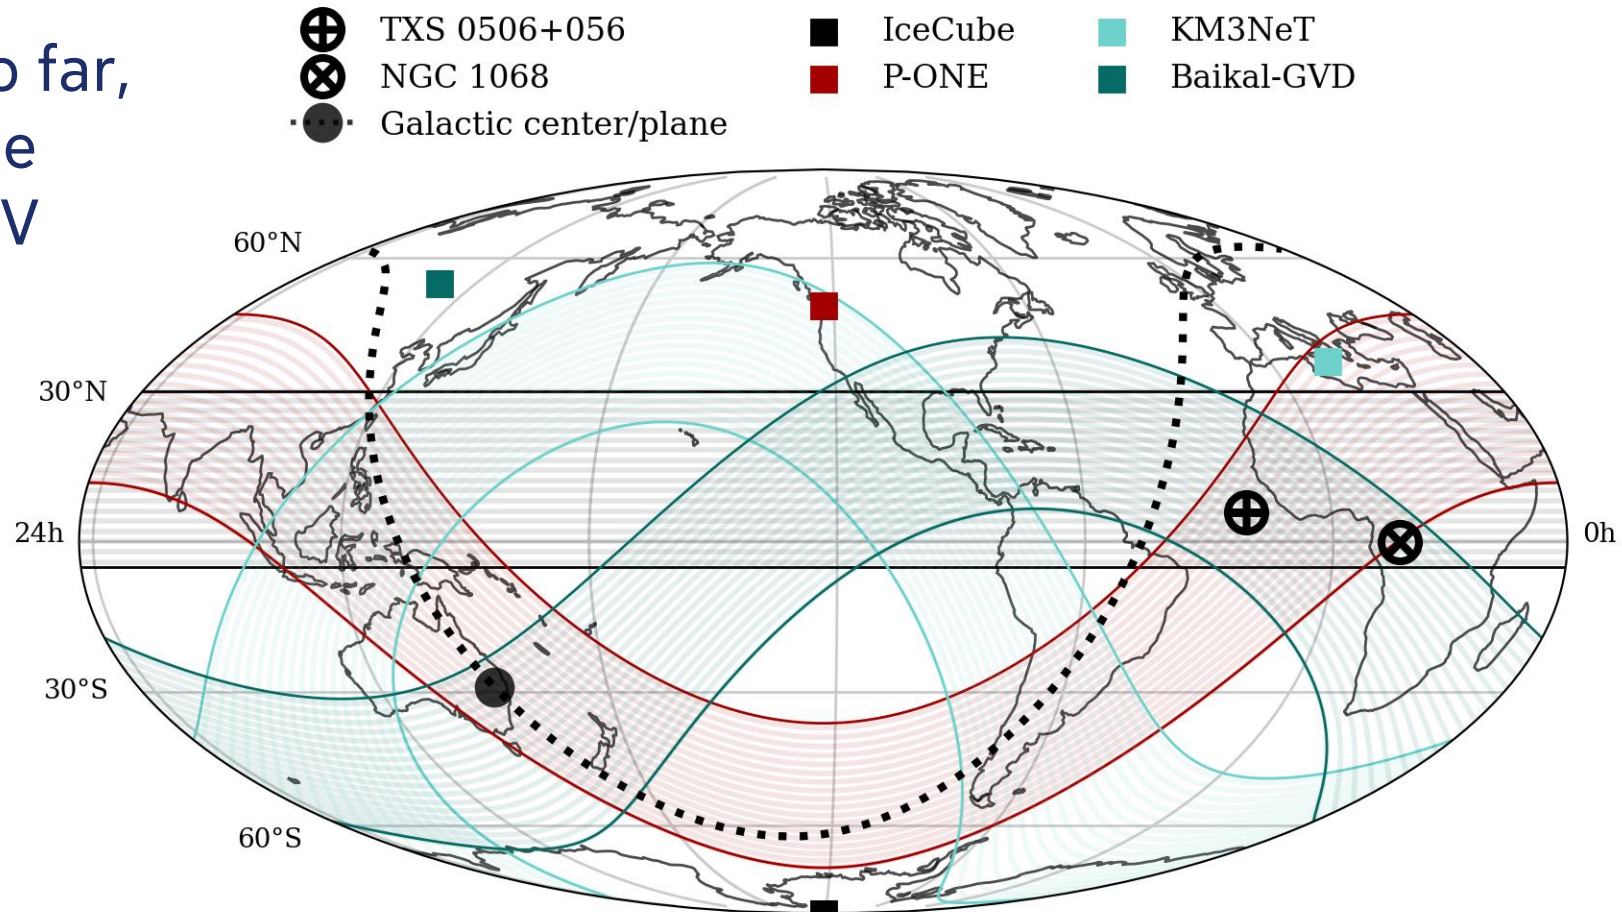 far,
e
V
TXS 0506+056
NGC 1068
Galactic center/plane
IceCube
P-ONE
KM3NeT
Baikal-GVD
60°N
30°N
24h
0h
30°S
60°S